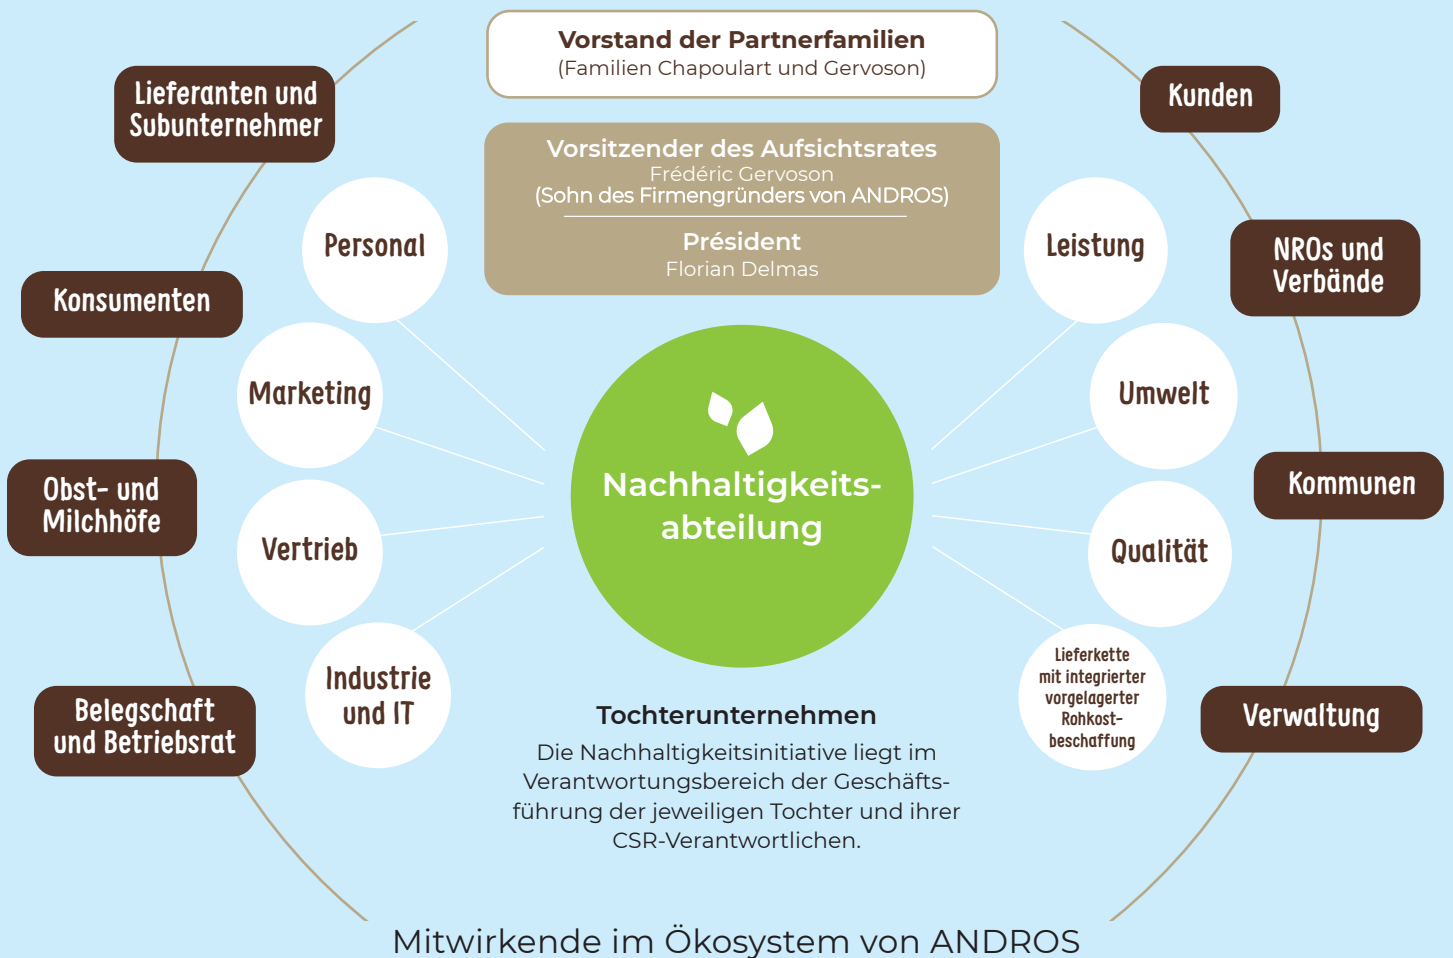 Vorstand der Partnerfamilien
(Familien Chapoulart und Gervoson)
Vorsitzender des Aufsichtsrates
Frédéric Gervoson
(Sohn des Firmengründers von ANDROS)
Président
Florian Delmas
Lieferanten und
Subunternehmer
Konsumenten
Obst- und
Milchhöfe
Belegschaft
und Betriebsrat
Personal
Marketing
Vertrieb
Industrie
und IT
Nachhaltigkeits-
abteilung
Leistung
Umwelt
Qualität
Lieferkette
mit integrierter
vorgelagerter
Rohkost-
beschaffung
Kunden
NROs und
Verbände
Kommunen
Verwaltung
Tochterunternehmen
Die Nachhaltigkeitsinitiative liegt im
Verantwortungsbereich der Geschäfts-
führung der jeweiligen Tochter und ihrer
CSR-Verantwortlichen.
Mitwirkende im Ökosystem von ANDROS